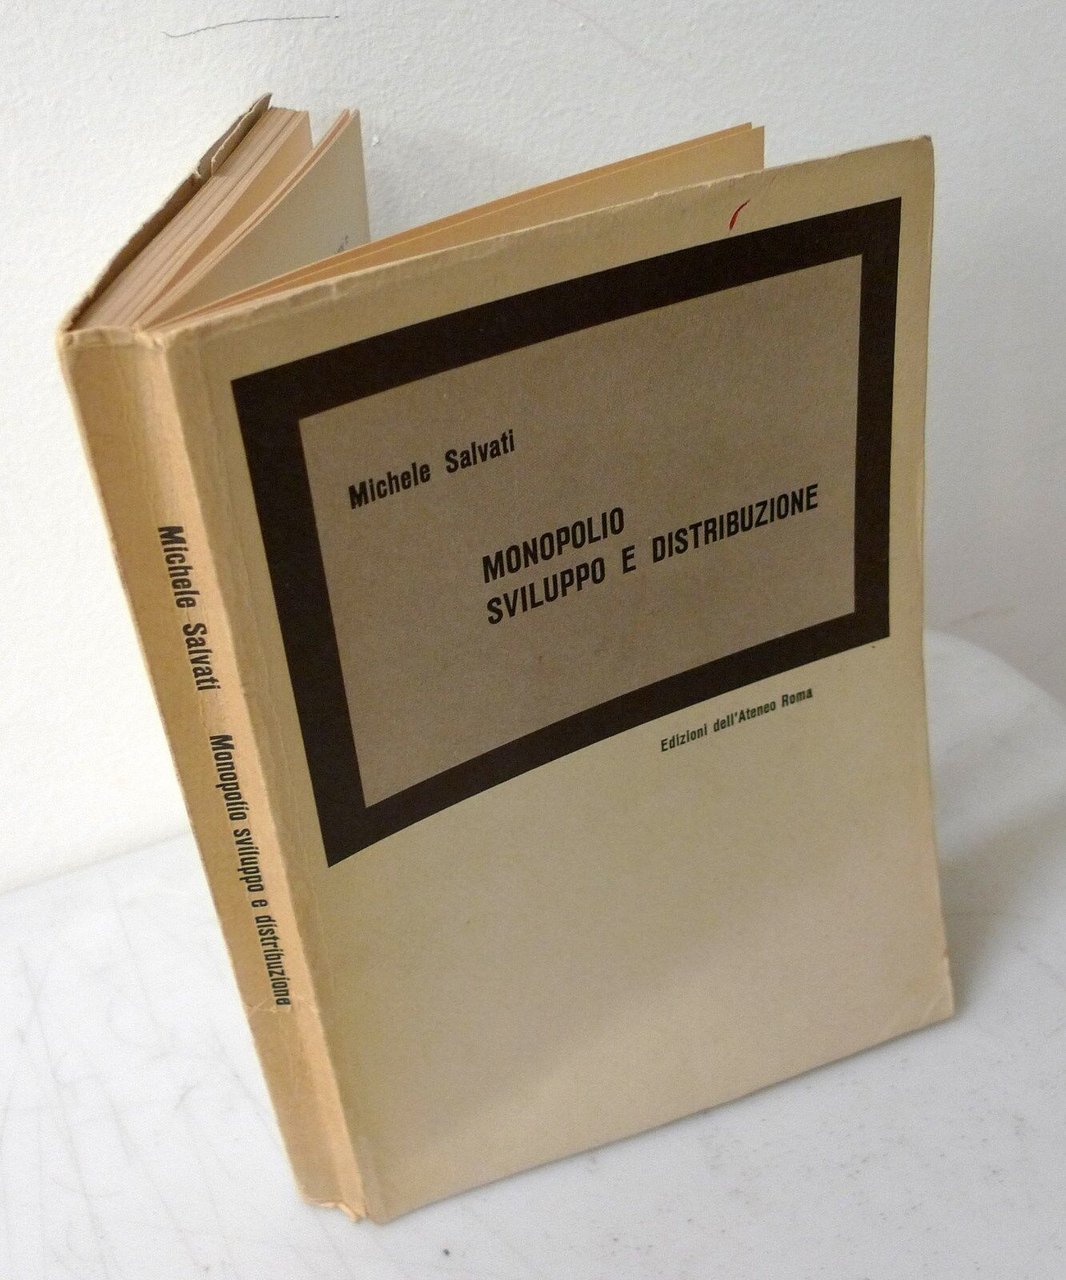 Michele Salvati
MONOPOLIO
SVILUPPO E DISTRIBUZIONE
Edizioni dell'Ateneo Roma
Michele Salvati Monopolio sviluppo e distribuzione